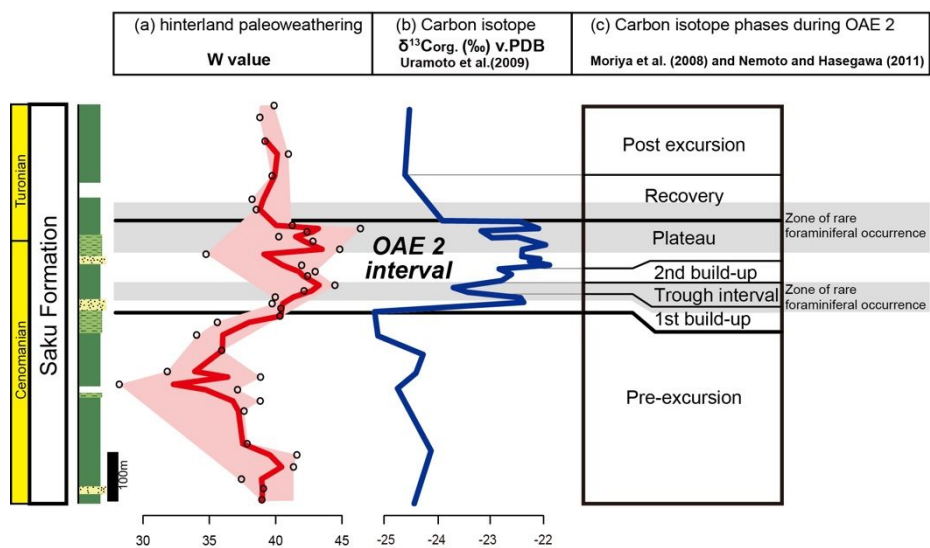 (a) hinterland paleoweathering
W value
(b) Carbon isotope
δ¹³Corg. (‰) v.PDB
Uramoto et al.(2009)
(c) Carbon isotope phases during OAE 2
Moriya et al. (2008) and Nemoto and Hasegawa (2011)
Turonian
Cenomanian
Saku Formation
100m
OAE 2
interval
Post excursion
Recovery
Plateau
2nd build-up
Trough interval
1st build-up
Pre-excursion
Zone of rare
foraminiferal occurrence
Zone of rare
foraminiferal occurrence
30 35 40 45
-25 -24 -23 -22